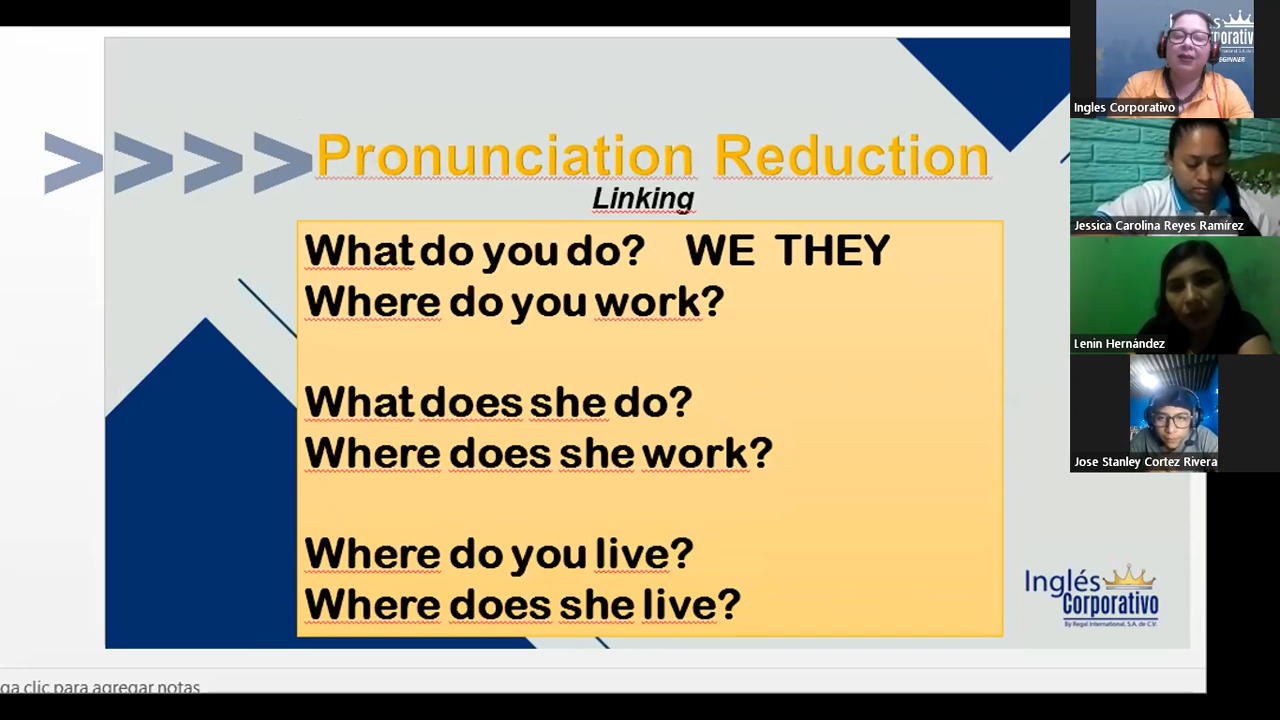 >>>> Pronunciation Reduction
Linking
What do you do? WE THEY
Where do you work?
What does she do?
Where does she work?
Where do you live?
Where does she live?
Inglés
Corporativo
By Regal International, S.A. de C.V.
ga clic para agregar notas
Ingles Corporativo
Jessica Carolina Reyes Ramírez
Lenin Hernández
Jose Stanley Cortez Rivera